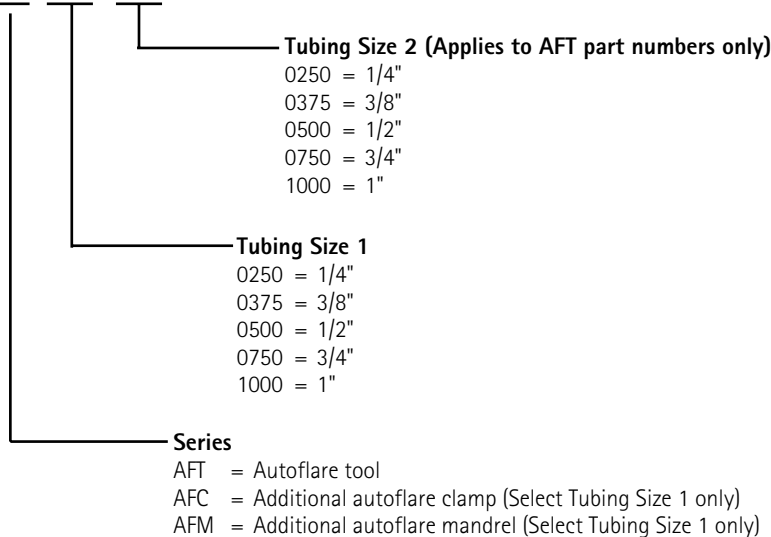 Tubing Size 2 (Applies to AFT part numbers only)
0250 = 1/4"
0375 = 3/8"
0500 = 1/2"
0750 = 3/4"
1000 = 1"
Tubing Size 1
0250 = 1/4"
0375 = 3/8"
0500 = 1/2"
0750 = 3/4"
1000 = 1"
Series
AFT = Autoflare tool
AFC = Additional autoflare clamp (Select Tubing Size 1 only)
AFM = Additional autoflare mandrel (Select Tubing Size 1 only)